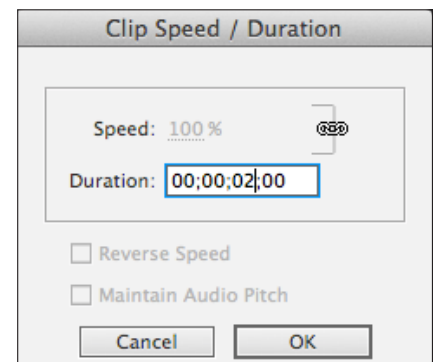 Clip Speed / Duration
Speed: 100 %
Duration: 00;00;02;00
Reverse Speed
Maintain Audio Pitch
Cancel OK